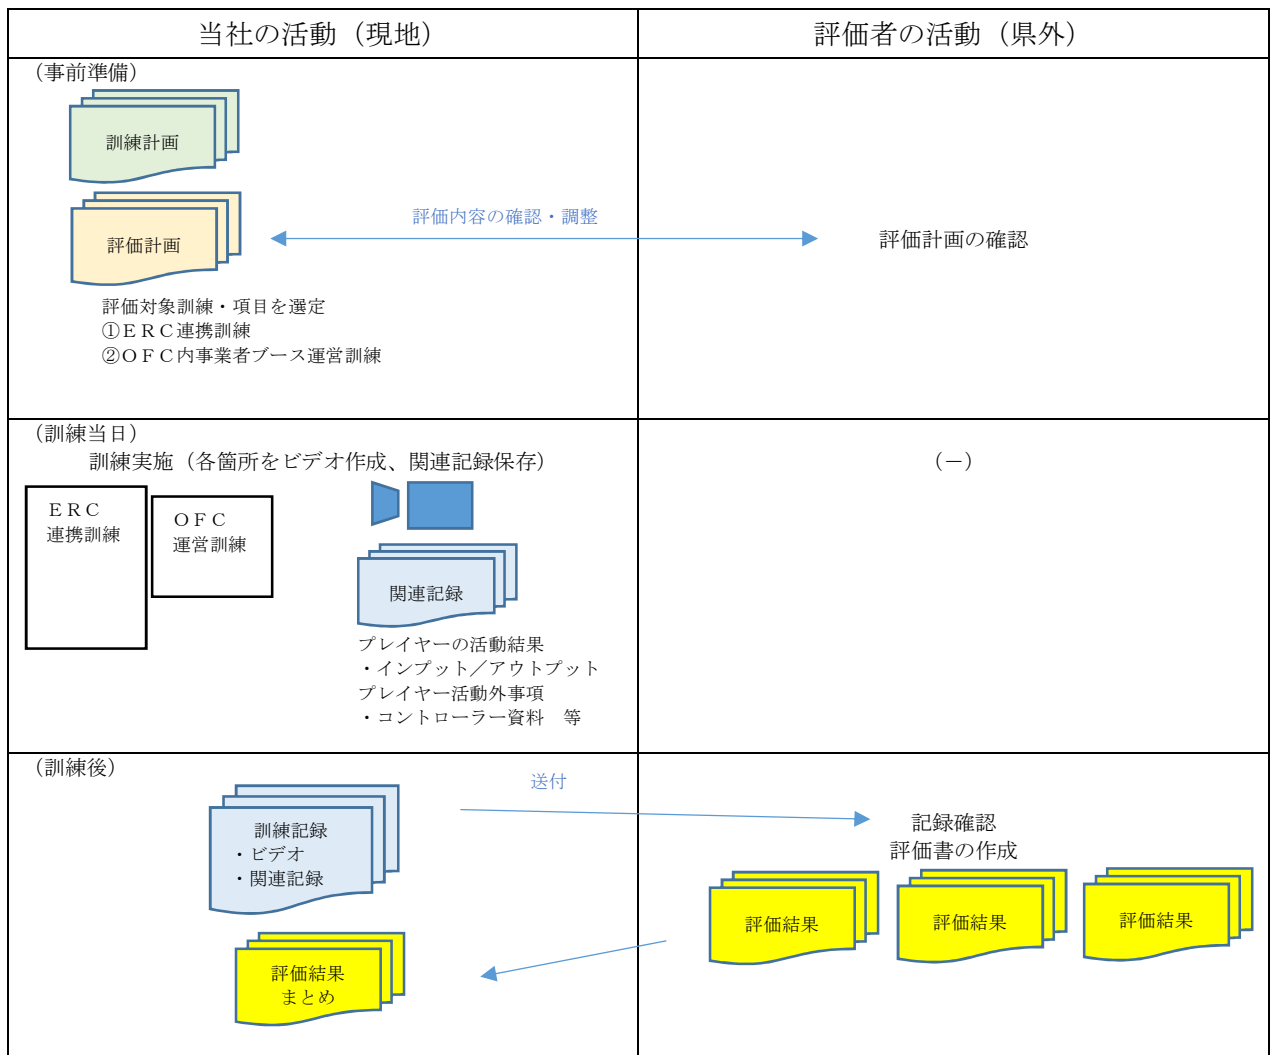 当社の活動（現地）
評価者の活動（県外）
（事前準備）
訓練計画
評価計画
評価内容の確認・調整
評価計画の確認
評価対象訓練・項目を選定
①ＥＲＣ連携訓練
②ＯＦＣ内事業者ブース運営訓練
（訓練当日）
訓練実施（各箇所をビデオ作成、関連記録保存）
（－）
ＥＲＣ
連携訓練
ＯＦＣ
運営訓練
関連記録
プレイヤーの活動結果
・インプット／アウトプット
プレイヤー活動外事項
・コントローラー資料　等
（訓練後）
送付
訓練記録
・ビデオ
・関連記録
記録確認
評価書の作成
評価結果
評価結果
評価結果
評価結果
まとめ